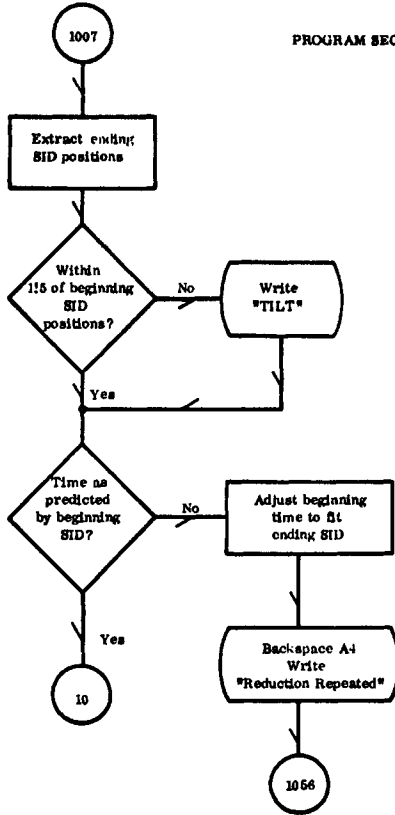 1007
PROGRAM SEC
Extract ending
SID positions
Within
1!5 of beginning
SID
positions?
No
Write
"TILT"
Yes
Time as
predicted
by beginning
SID?
No
Adjust beginning
time to fit
ending SID
Yes
Backspace A4
Write
"Reduction Repeated"
10
1056